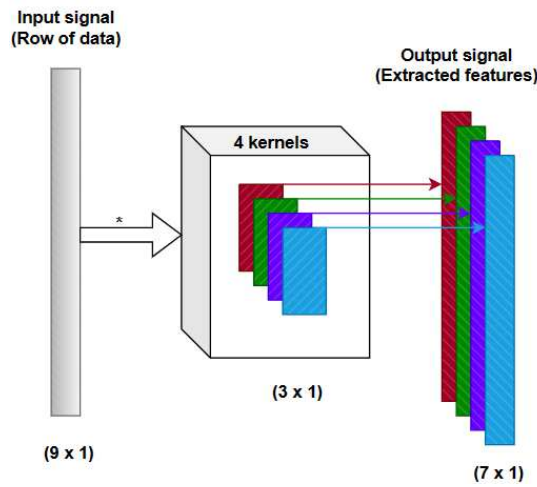 Input signal
(Row of data)
Output signal
(Extracted features)
4 kernels
*
(3 x 1)
(9 x 1)
(7 x 1)